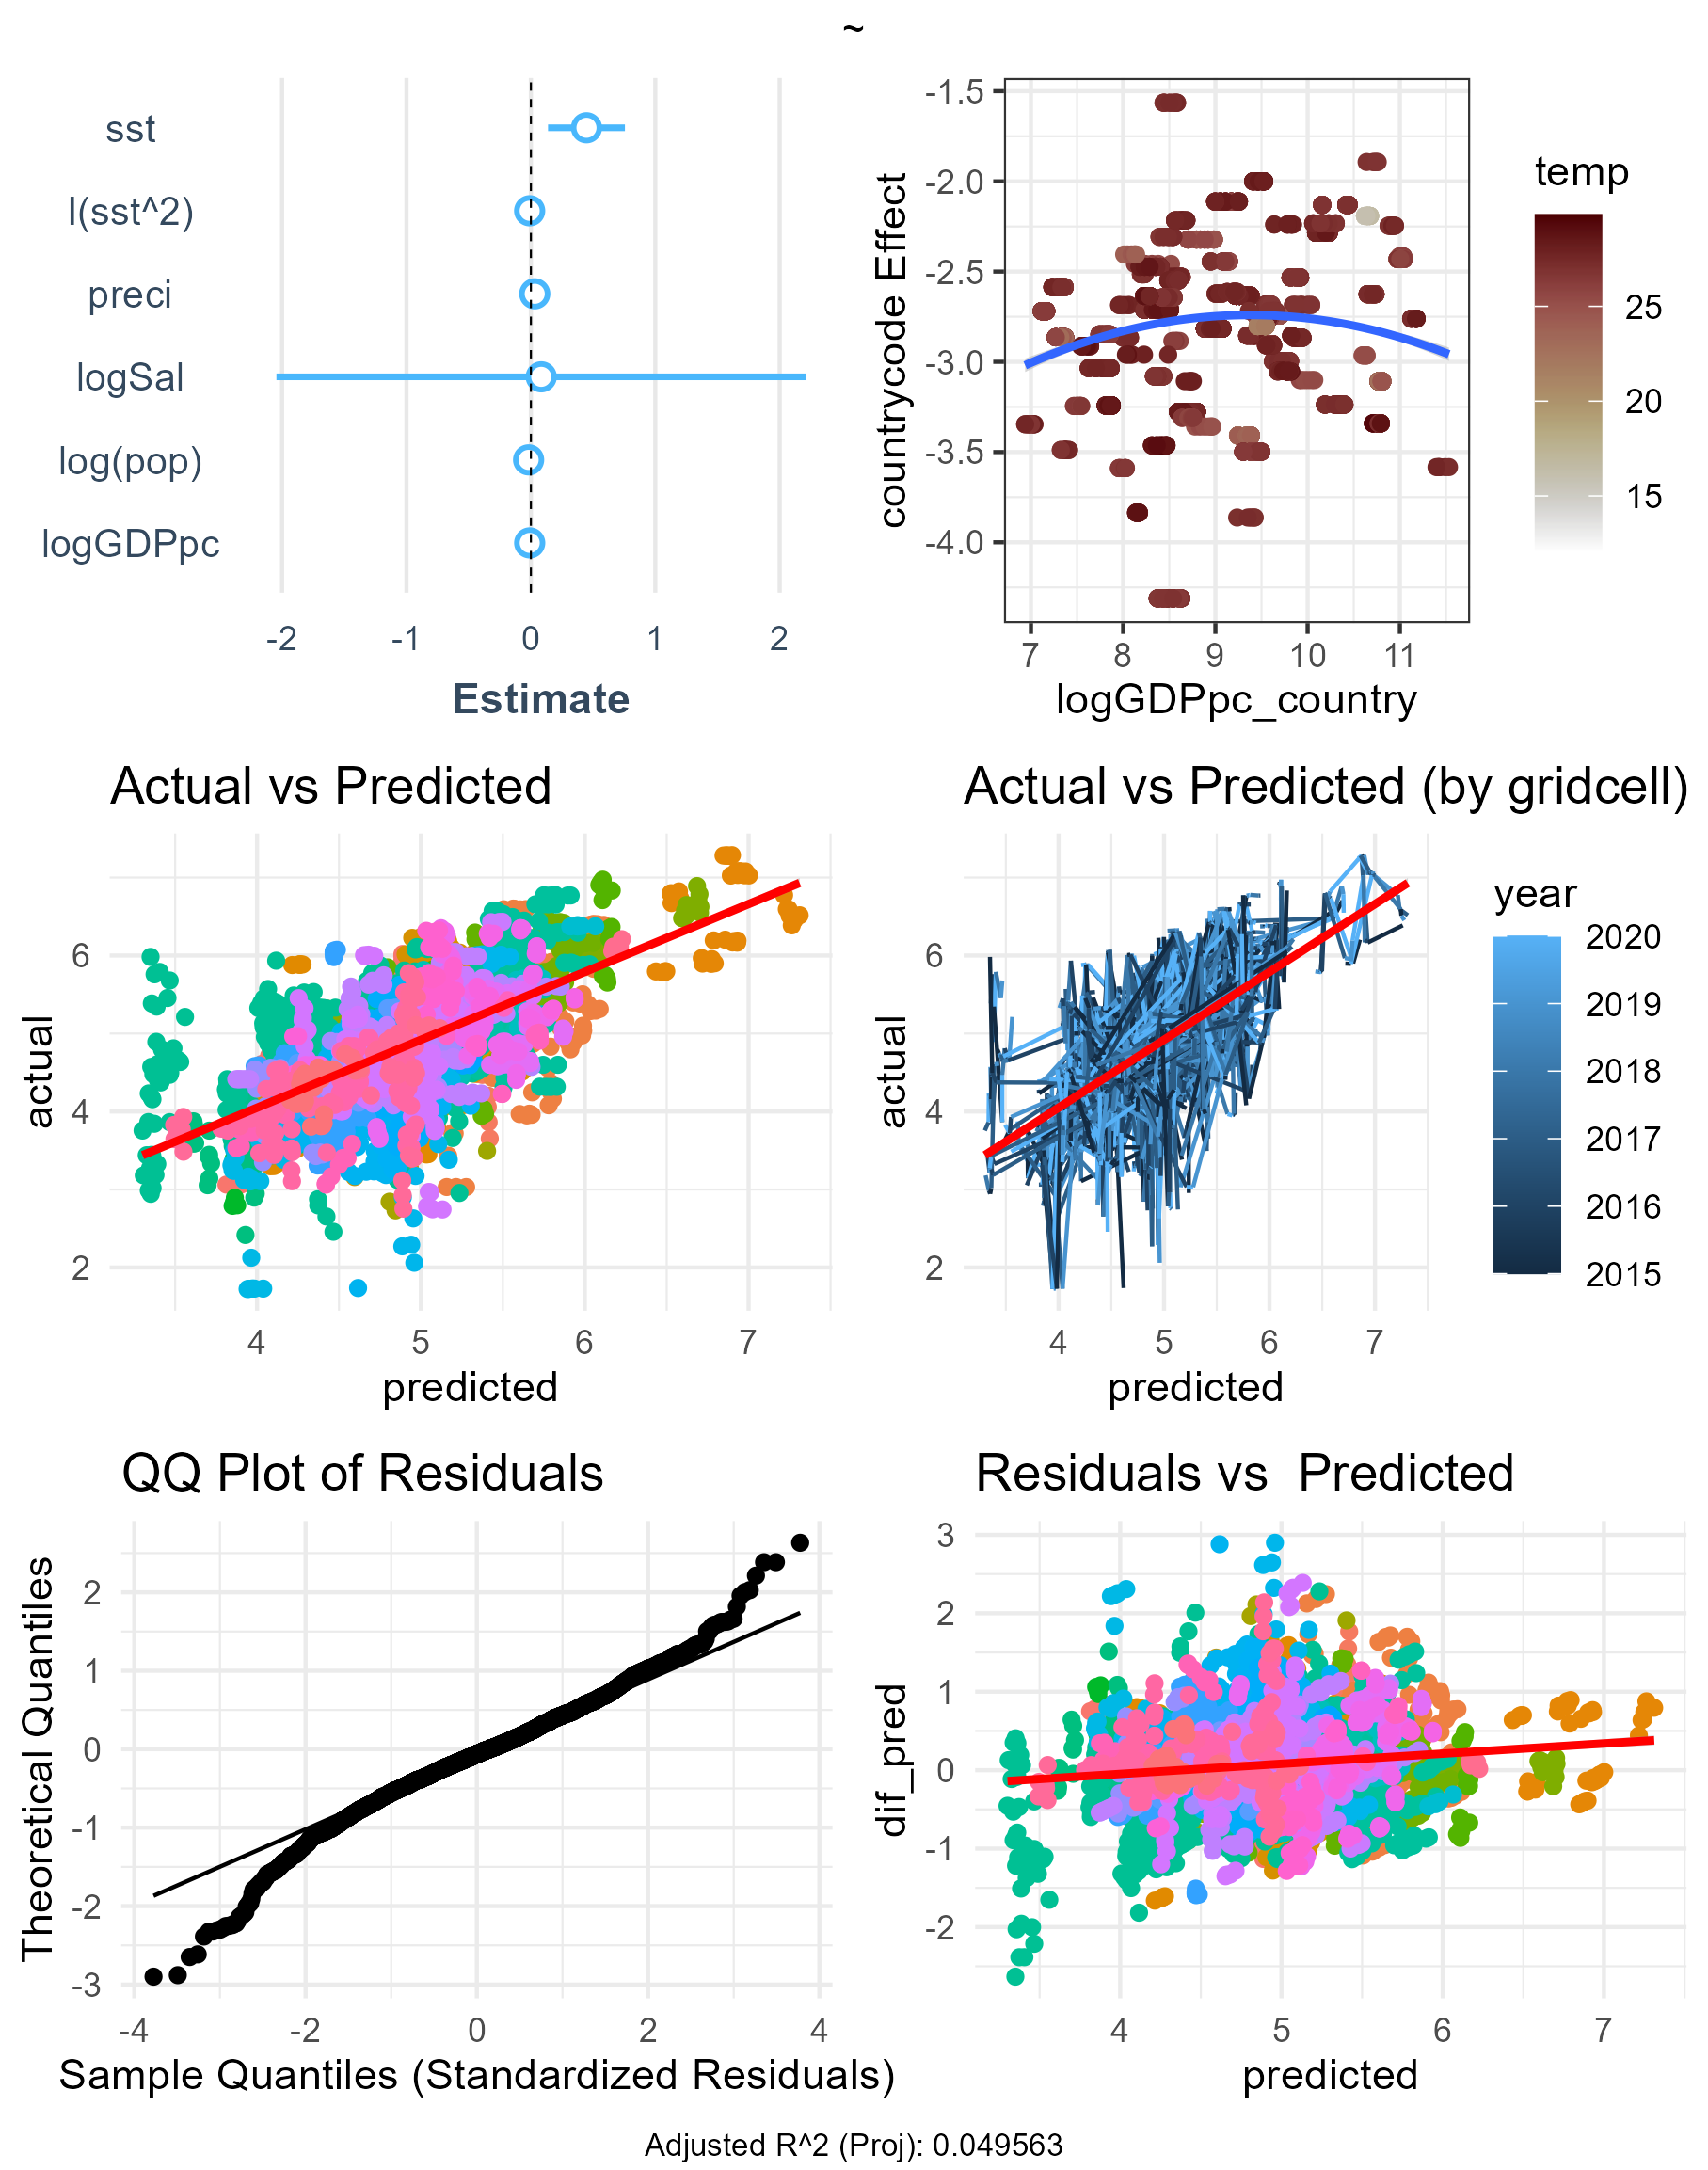 ~
sst
I(sst^2)
preci
logSal
log(pop)
logGDPpc
-2 -1 0 1 2
Estimate
-1.5
-2.0
-2.5
-3.0
-3.5
-4.0
countrycode Effect
7 8 9 10 11
logGDPpc_country
temp
25
20
15
Actual vs Predicted
6
4
2
actual
4 5 6 7
predicted
Actual vs Predicted (by gridcell)
6
4
2
actual
4 5 6 7
predicted
year
2020
2019
2018
2017
2016
2015
QQ Plot of Residuals
2
1
0
-1
-2
-3
Theoretical Quantiles
-4 -2 0 2 4
Sample Quantiles (Standardized Residuals)
Residuals vs  Predicted
3
2
1
0
-1
-2
dif_pred
4 5 6 7
predicted
Adjusted R^2 (Proj): 0.049563